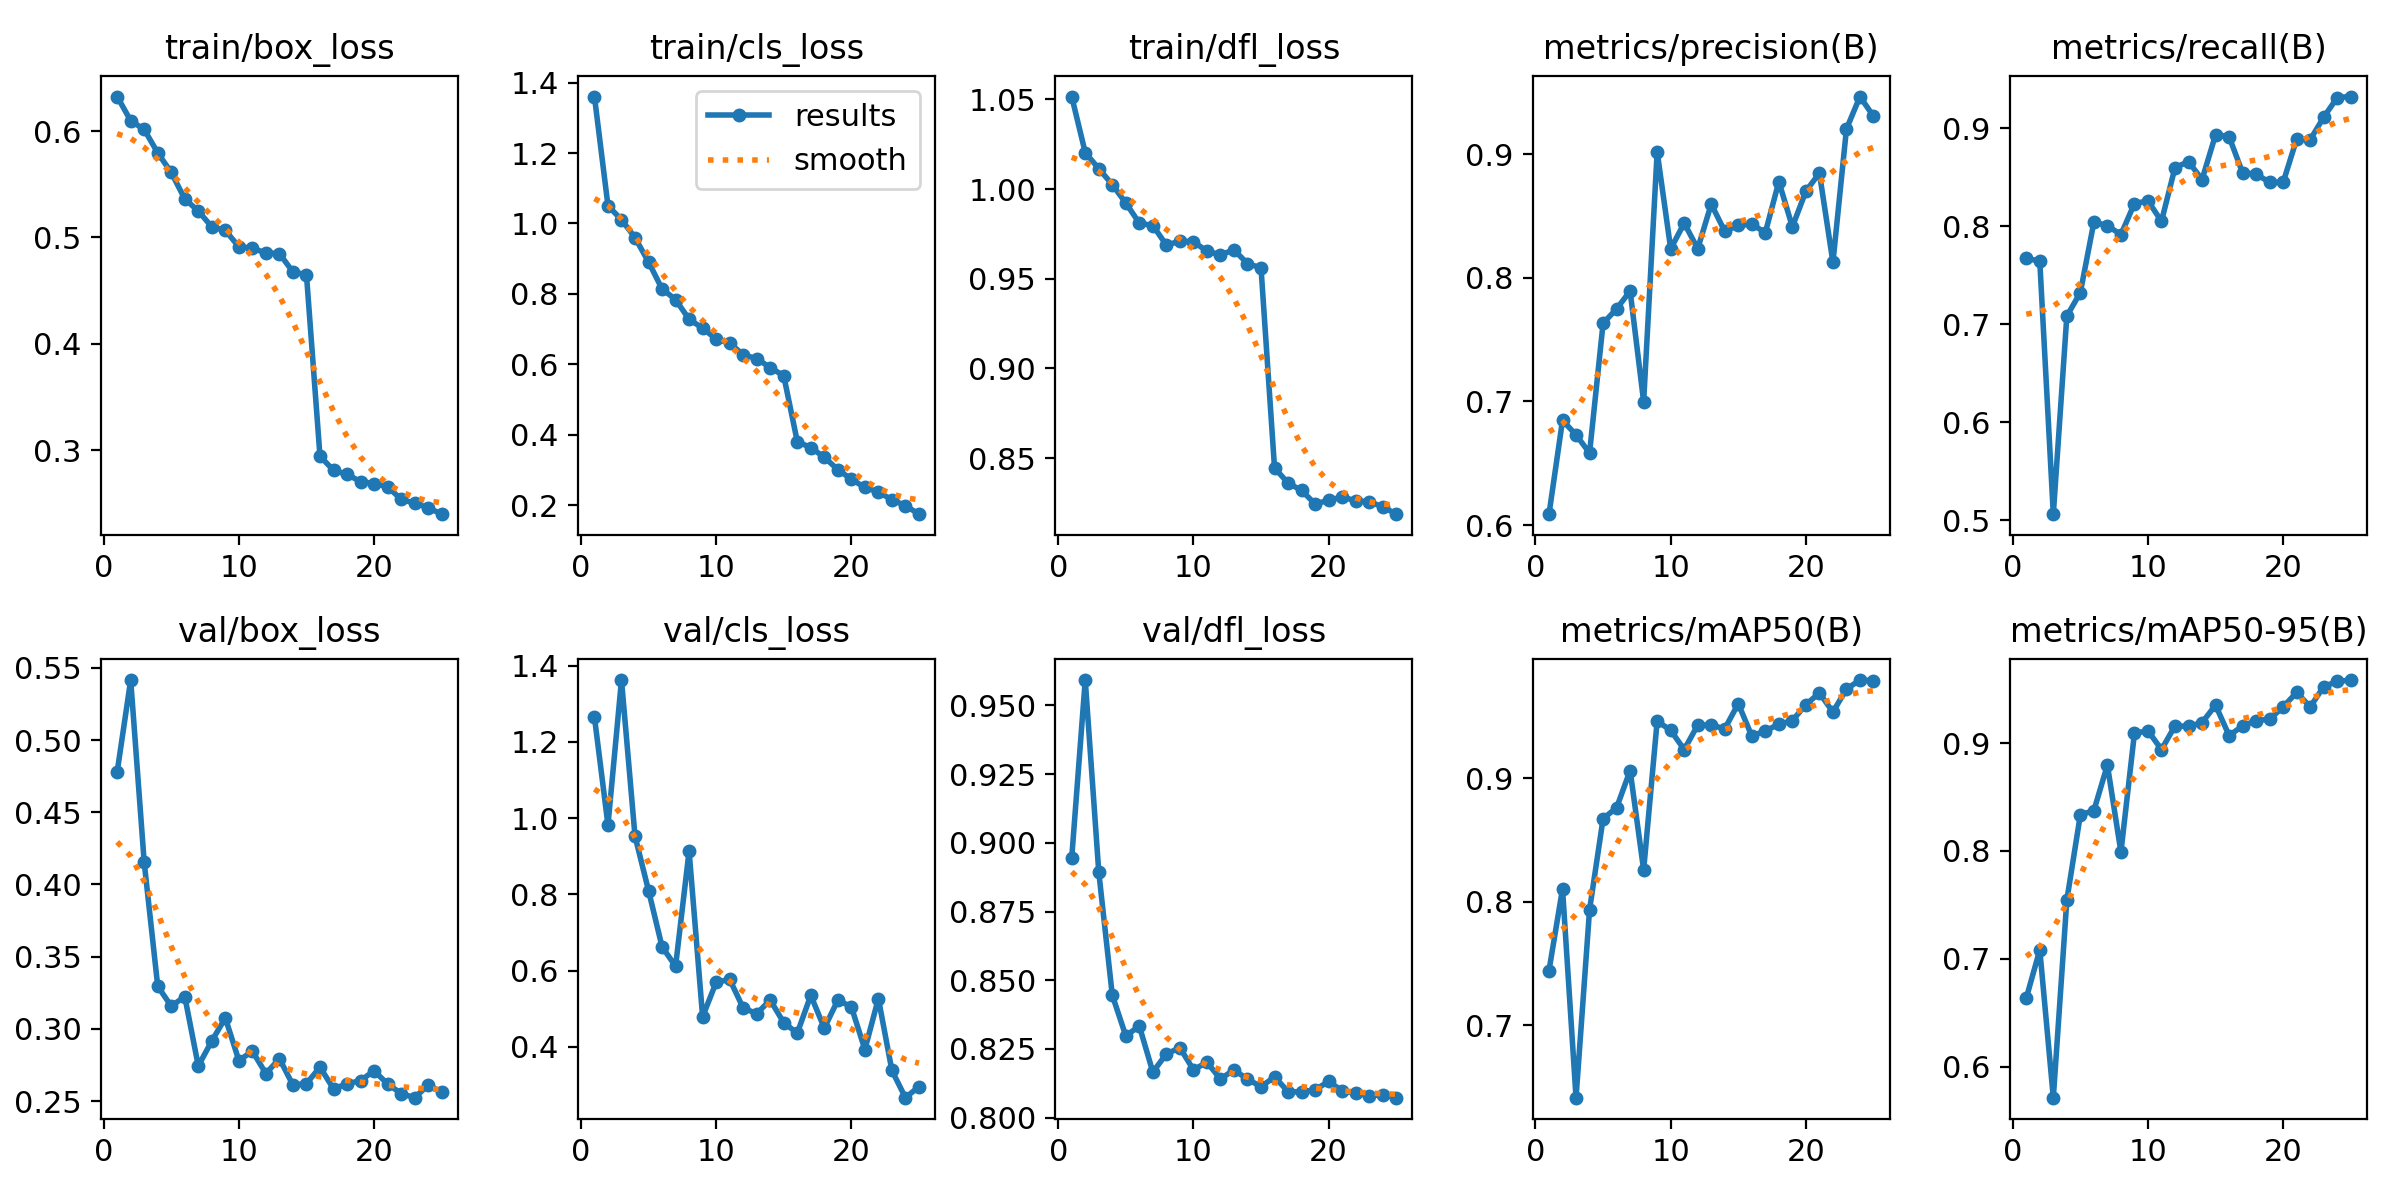 train/box_loss
0.6
0.5
0.4
0.3
0 10 20
train/cls_loss
1.4
1.2
1.0
0.8
0.6
0.4
0.2
results
smooth
0 10 20
train/dfl_loss
1.05
1.00
0.95
0.90
0.85
0 10 20
metrics/precision(B)
0.9
0.8
0.7
0.6
0 10 20
metrics/recall(B)
0.9
0.8
0.7
0.6
0.5
0 10 20
val/box_loss
0.55
0.50
0.45
0.40
0.35
0.30
0.25
0 10 20
val/cls_loss
1.4
1.2
1.0
0.8
0.6
0.4
0 10 20
val/dfl_loss
0.950
0.925
0.900
0.875
0.850
0.825
0.800
0 10 20
metrics/mAP50(B)
0.9
0.8
0.7
0 10 20
metrics/mAP50-95(B)
0.9
0.8
0.7
0.6
0 10 20